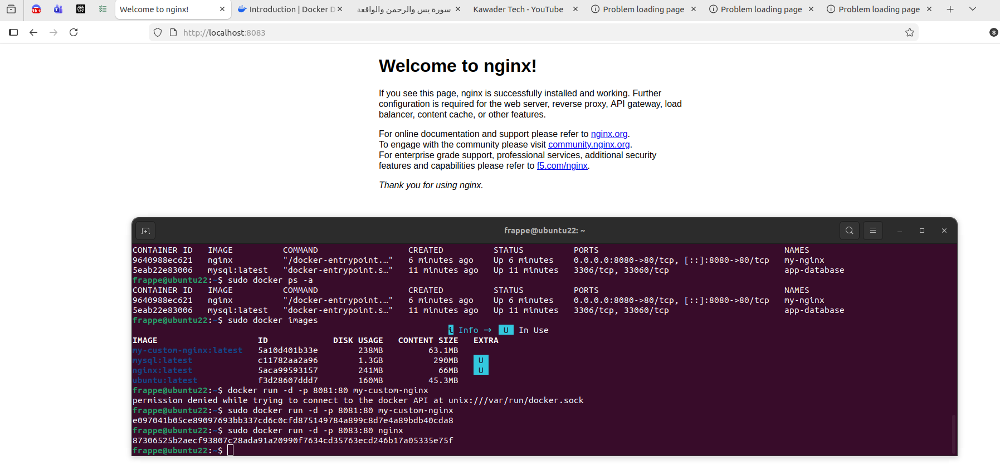 9k+
Welcome to nginx!
Introduction | Docker D
سورة يس والرحمن والواقعة
Kawader Tech - YouTube
Problem loading page
Problem loading page
Problem loading page
http://localhost:8083
S
Welcome to nginx!
If you see this page, nginx is successfully installed and working. Further
configuration is required for the web server, reverse proxy, API gateway, load
balancer, content cache, or other features.
For online documentation and support please refer to nginx.org.
To engage with the community please visit community.nginx.org.
For enterprise grade support, professional services, additional security
features and capabilities please refer to f5.com/nginx.
Thank you for using nginx.
frappe@ubuntu22: ~
CONTAINER ID   IMAGE          COMMAND                  CREATED          STATUS          PORTS                                     NAMES
9640988ec621   nginx          "/docker-entrypoint.…"   6 minutes ago    Up 6 minutes    0.0.0.0:8080->80/tcp, [::]:8080->80/tcp   my-nginx
5eab22e83006   mysql:latest   "docker-entrypoint.s…"   11 minutes ago   Up 11 minutes   3306/tcp, 33060/tcp                       app-database
frappe@ubuntu22:~$ sudo docker ps -a
CONTAINER ID   IMAGE          COMMAND                  CREATED          STATUS          PORTS                                     NAMES
9640988ec621   nginx          "/docker-entrypoint.…"   6 minutes ago    Up 6 minutes    0.0.0.0:8080->80/tcp, [::]:8080->80/tcp   my-nginx
5eab22e83006   mysql:latest   "docker-entrypoint.s…"   11 minutes ago   Up 11 minutes   3306/tcp, 33060/tcp                       app-database
frappe@ubuntu22:~$ sudo docker images
i Info → U In Use
IMAGE                    ID             DISK USAGE   CONTENT SIZE   EXTRA
my-custom-nginx:latest   5a10d401b33e        238MB         63.1MB
mysql:latest             c11782aa2a96        1.3GB          290MB    U
nginx:latest             5aca99593157        241MB           66MB    U
ubuntu:latest            f3d28607ddd7        160MB         45.3MB
frappe@ubuntu22:~$ docker run -d -p 8081:80 my-custom-nginx
permission denied while trying to connect to the docker API at unix:///var/run/docker.sock
frappe@ubuntu22:~$ sudo docker run -d -p 8081:80 my-custom-nginx
e097041b05ce89097693bb337cd6c0cfd875149784a899c8d7e4a89bdb40cda8
frappe@ubuntu22:~$ sudo docker run -d -p 8083:80 nginx
87306525b2aecf93807c28ada91a20990f7634cd35763ecd246b17a05335e75f
frappe@ubuntu22:~$